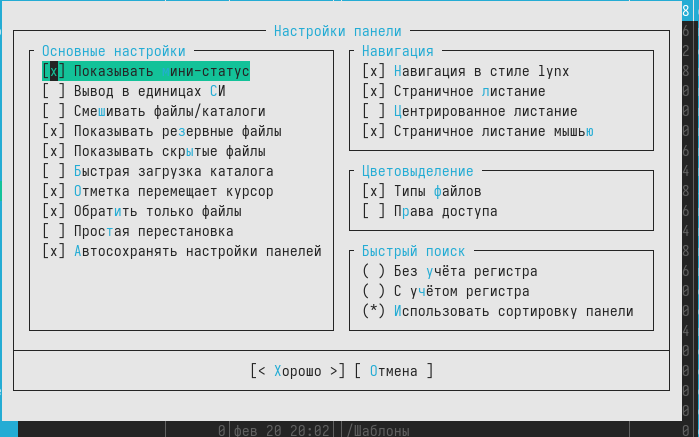 Настройки панели
Основные настройки
[x] Показывать мини-статус
[ ] Вывод в единицах СИ
[ ] Смешивать файлы/каталоги
[x] Показывать резервные файлы
[x] Показывать скрытые файлы
[ ] Быстрая загрузка каталога
[x] Отметка перемещает курсор
[x] Обратить только файлы
[ ] Простая перестановка
[x] Автосохранять настройки панелей
Навигация
[x] Навигация в стиле lynx
[x] Страничное листание
[ ] Центрированное листание
[x] Страничное листание мышью
Цветовыделение
[x] Типы файлов
[ ] Права доступа
Быстрый поиск
( ) Без учёта регистра
( ) С учётом регистра
(*) Использовать сортировку панели
[< Хорошо >] [ Отмена ]
0 фев 20 20:02 /Шаблоны